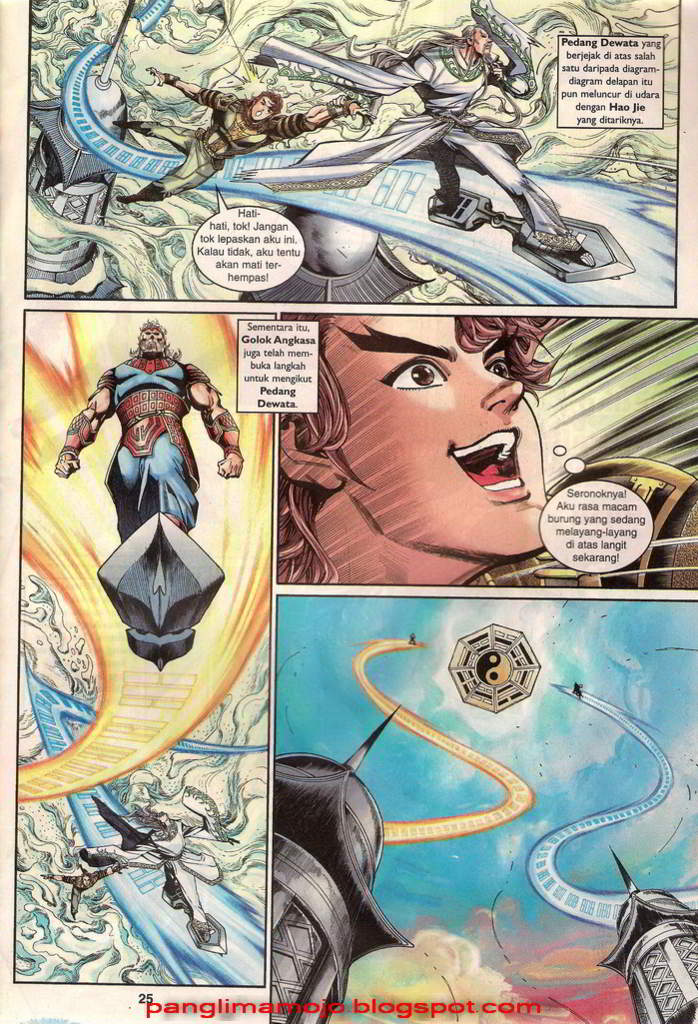 Pedang Dewata yang
berjejak di atas salah
satu daripada diagram-
diagram delapan itu
pun meluncur di udara
dengan Hao Jie
yang ditariknya.
Hati-
hati, tok! Jangan
tok lepaskan aku ini.
Kalau tidak, aku tentu
akan mati ter-
hempas!
Sementara itu,
Golok Angkasa
juga telah mem-
buka langkah
untuk mengikut
Pedang
Dewata.
Seronoknya!
Aku rasa macam
burung yang sedang
melayang-layang
di atas langit
sekarang!
25
panglimamojo.blogspot.com